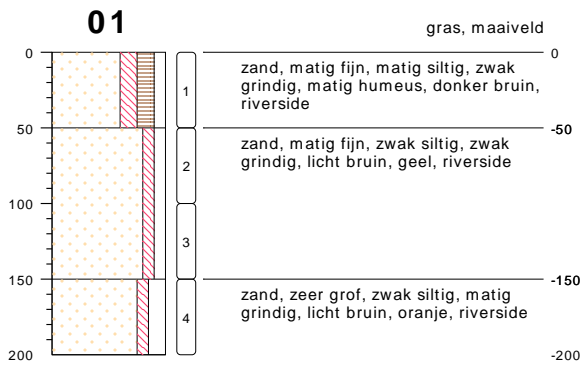 01
gras, maaiveld
0
0
1
zand, matig fijn, matig siltig, zwak
grindig, matig humeus, donker bruin,
riverside
50
-50
2
zand, matig fijn, zwak siltig, zwak
grindig, licht bruin, geel, riverside
100
3
150
-150
4
zand, zeer grof, zwak siltig, matig
grindig, licht bruin, oranje, riverside
200
-200